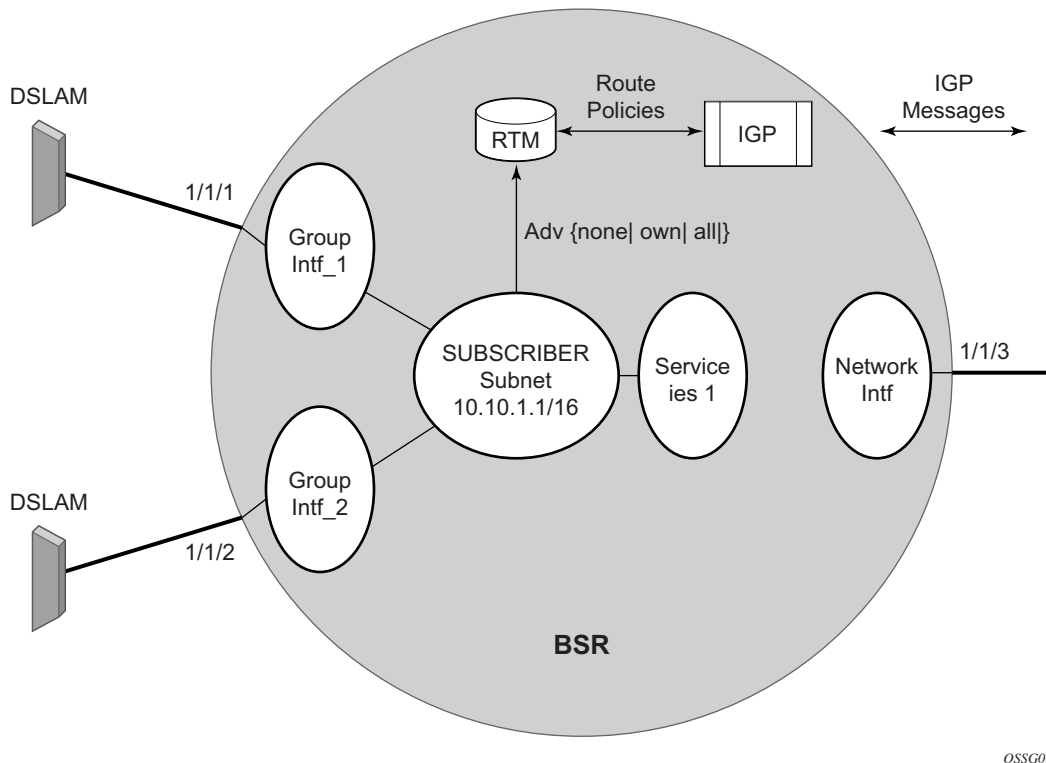 DSLAM
Route
Policies
IGP
Messages
RTM
IGP
1/1/1
Group
Intf_1
Adv {none| own| all|}
SUBSCRIBER
Subnet
10.10.1.1/16
Service
ies 1
Network
Intf
1/1/3
DSLAM
Group
Intf_2
1/1/2
BSR
OSSG0